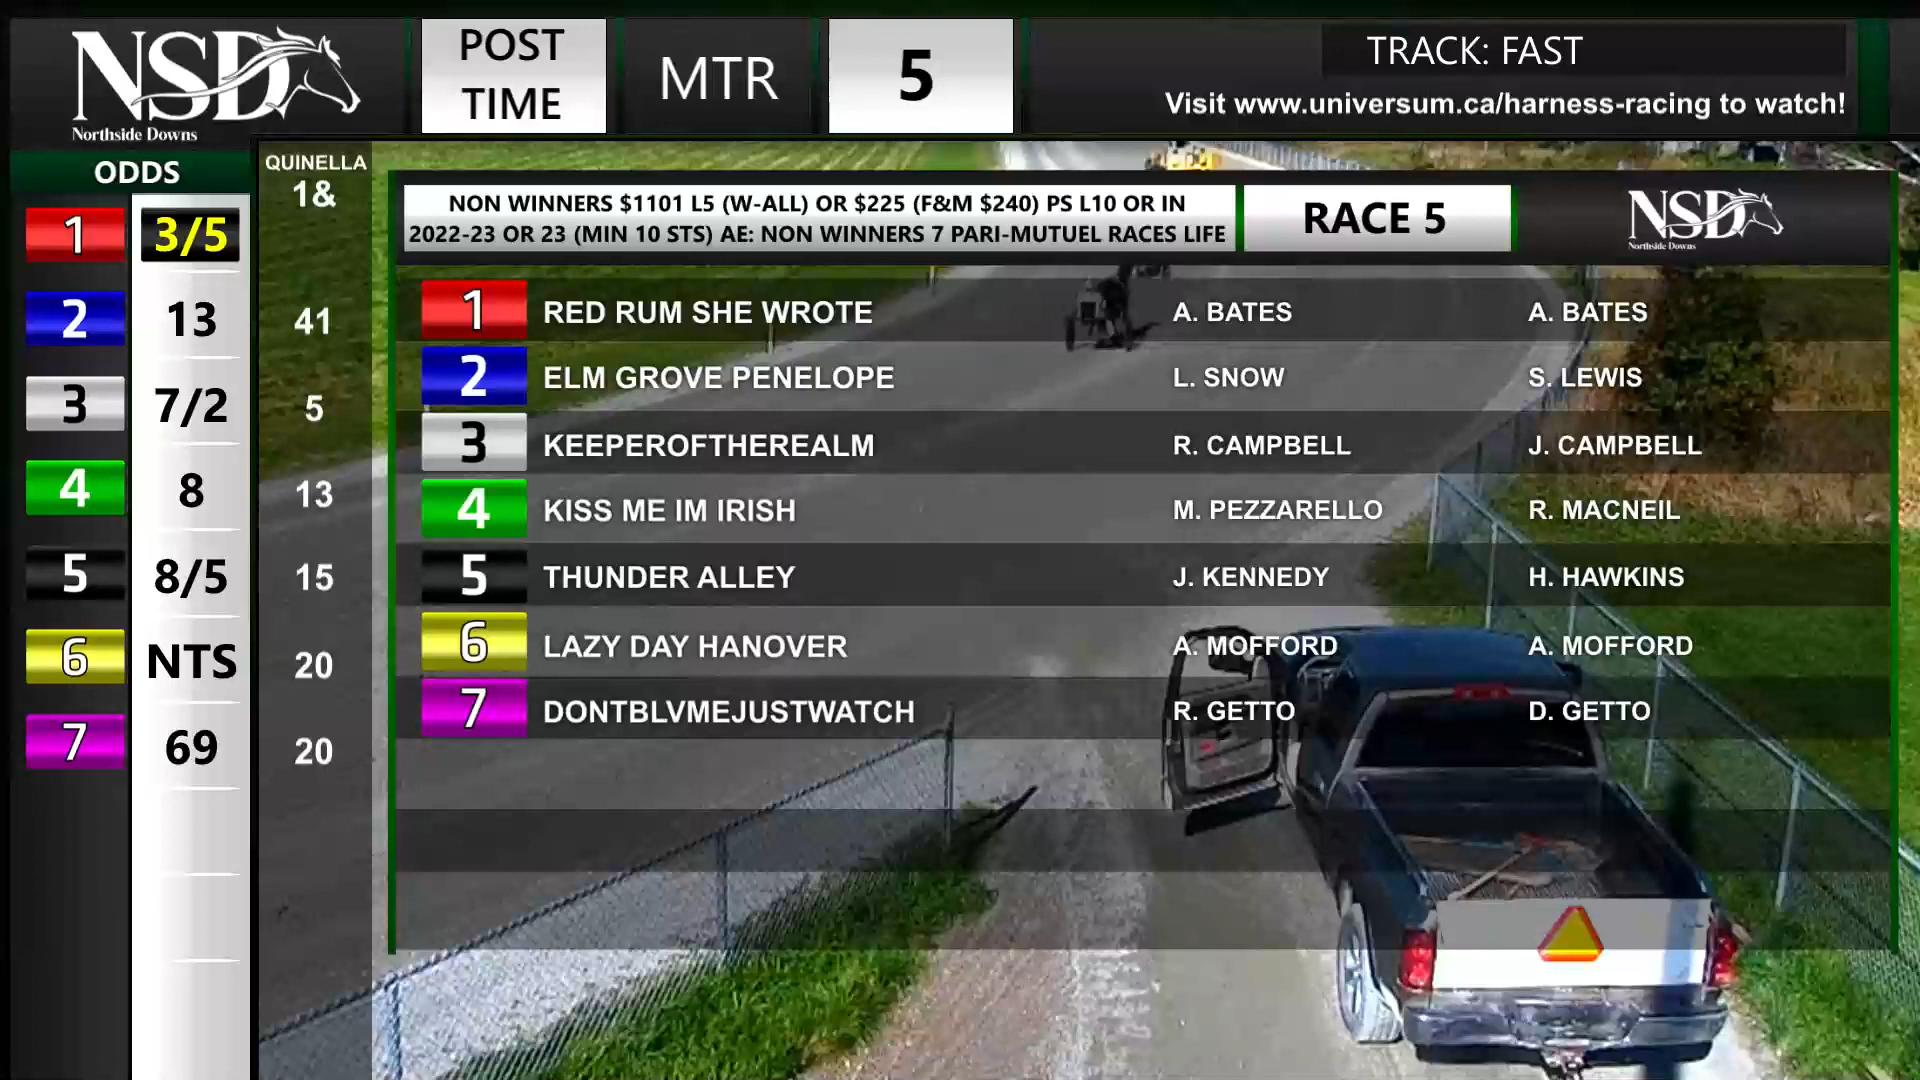 NSD
Northside Downs
POST
TIME
MTR
5
TRACK: FAST
Visit www.universum.ca/harness-racing to watch!
ODDS
QUINELLA
1&
1 3/5
2 13 41
3 7/2 5
4 8 13
5 8/5 15
6 NTS 20
7 69 20
NON WINNERS $1101 L5 (W-ALL) OR $225 (F&M $240) PS L10 OR IN
2022-23 OR 23 (MIN 10 STS) AE: NON WINNERS 7 PARI-MUTUEL RACES LIFE
RACE 5
NSD
Northside Downs
1 RED RUM SHE WROTE A. BATES A. BATES
2 ELM GROVE PENELOPE L. SNOW S. LEWIS
3 KEEPEROFTHEREALM R. CAMPBELL J. CAMPBELL
4 KISS ME IM IRISH M. PEZZARELLO R. MACNEIL
5 THUNDER ALLEY J. KENNEDY H. HAWKINS
6 LAZY DAY HANOVER A. MOFFORD A. MOFFORD
7 DONTBLVMEJUSTWATCH R. GETTO D. GETTO